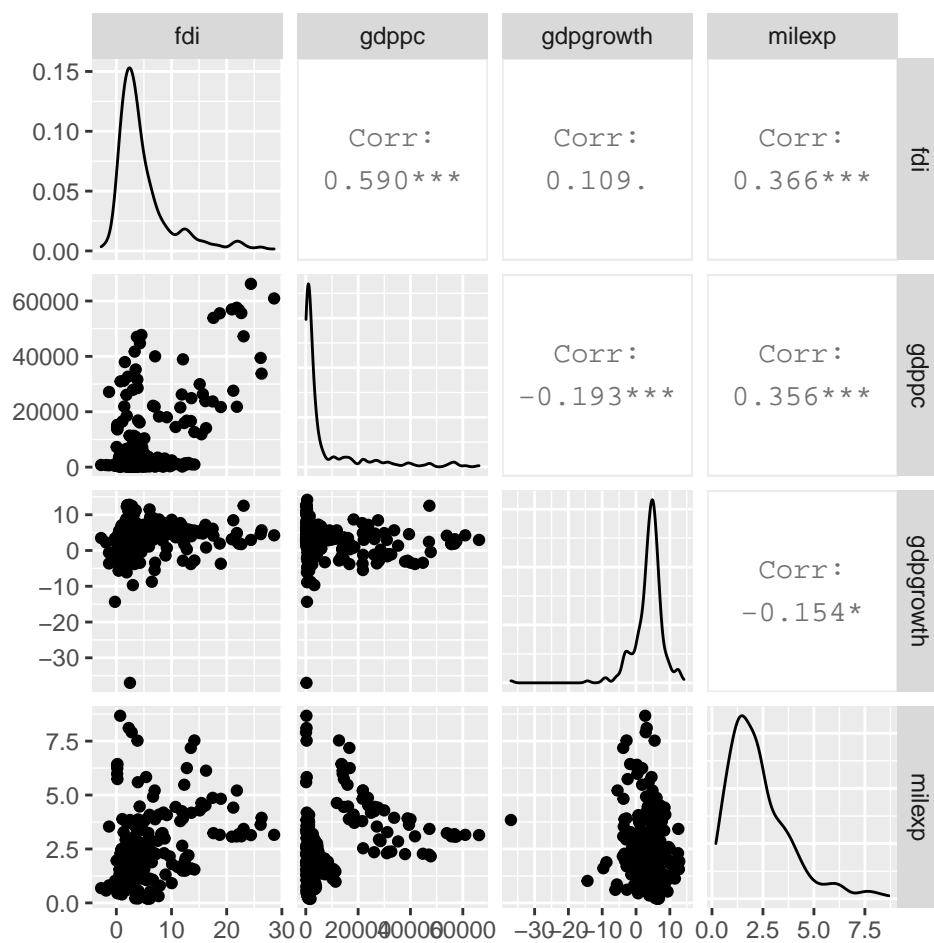 fdi gdppc gdpgrowth milexp
0.15
0.10
0.05
0.00
Corr:
0.590***
Corr:
0.109.
Corr:
0.366***
fdi
60000
40000
20000
0
Corr:
−0.193***
Corr:
0.356***
gdppc
10
0
−10
−20
−30
Corr:
−0.154*
gdpgrowth
7.5
5.0
2.5
0.0
milexp
0 10 20 30
0 20000 40000 60000
−30 −20 −10 0 10
0.0 2.5 5.0 7.5